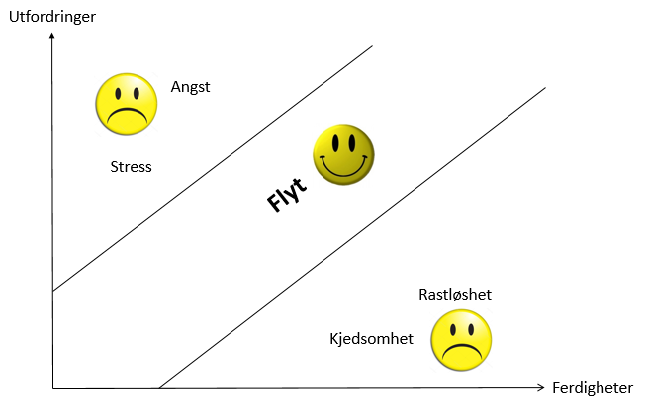 Utfordringer
Angst
Stress
Flyt
Rastløshet
Kjedsomhet
Ferdigheter